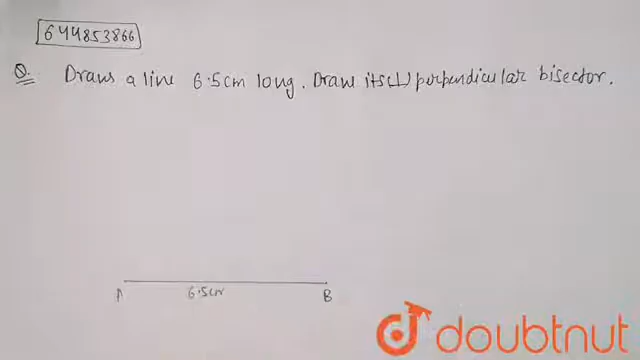 644853866
Q. Draw a line 6.5cm long. Draw its(⊥) perpendicular bisector.
A 6.5cm B
doubtnut